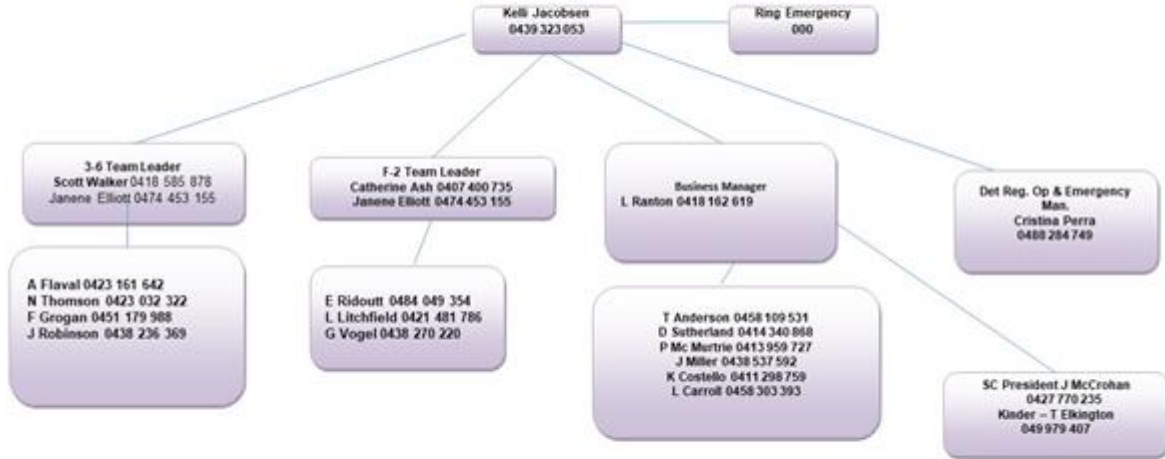 Kelli Jacobsen
0439 323 053
Ring Emergency
000
3-6 Team Leader
Scott Walker 0418 585 878
Janene Elliott 0474 453 155
F-2 Team Leader
Catherine Ash 0407 400 735
Janene Elliott 0474 453 155
Business Manager
L Ranton 0418 162 619
Det Reg. Op & Emergency
Man.
Cristina Perra
0488 284 749
A Flaval 0423 161 642
N Thomson 0423 032 322
F Grogan 0451 179 988
J Robinson 0438 236 369
E Ridoutt 0484 049 354
L Litchfield 0421 481 786
G Vogel 0438 270 220
T Anderson 0458 109 531
D Sutherland 0414 340 868
P Mc Murtrie 0413 959 727
J Miller 0438 537 592
K Costello 0411 298 759
L Carroll 0458 303 393
SC President J McCrohan
0427 770 235
Kinder – T Elkington
049 979 407